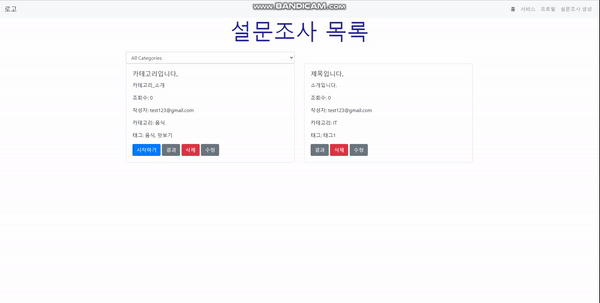 로고
www.BANDICAM.com
홈 서비스 프로필 설문조사 생성
설문조사 목록
All Categories
카테고리입니다.
카테고리_소개
조회수: 0
작성자: test123@gmail.com
카테고리: 음식
태그: 음식, 맛보기
시작하기 결과 삭제 수정
제목입니다.
소개입니다.
조회수: 0
작성자: test123@gmail.com
카테고리: IT
태그: 태그1
결과 삭제 수정